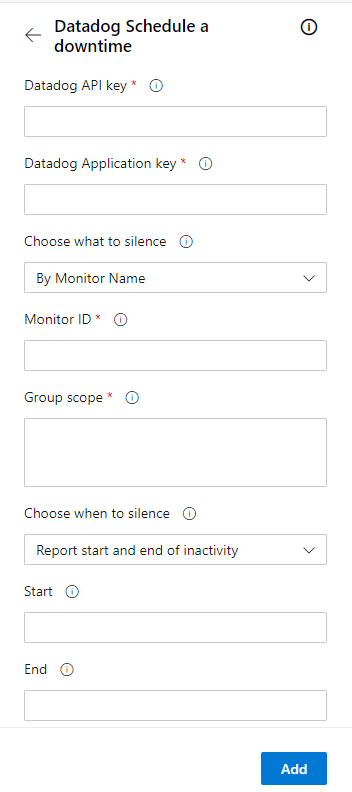 Datadog Schedule a
downtime
Datadog API key *
Datadog Application key *
Choose what to silence
By Monitor Name
Monitor ID *
Group scope *
Choose when to silence
Report start and end of inactivity
Start
End
Add